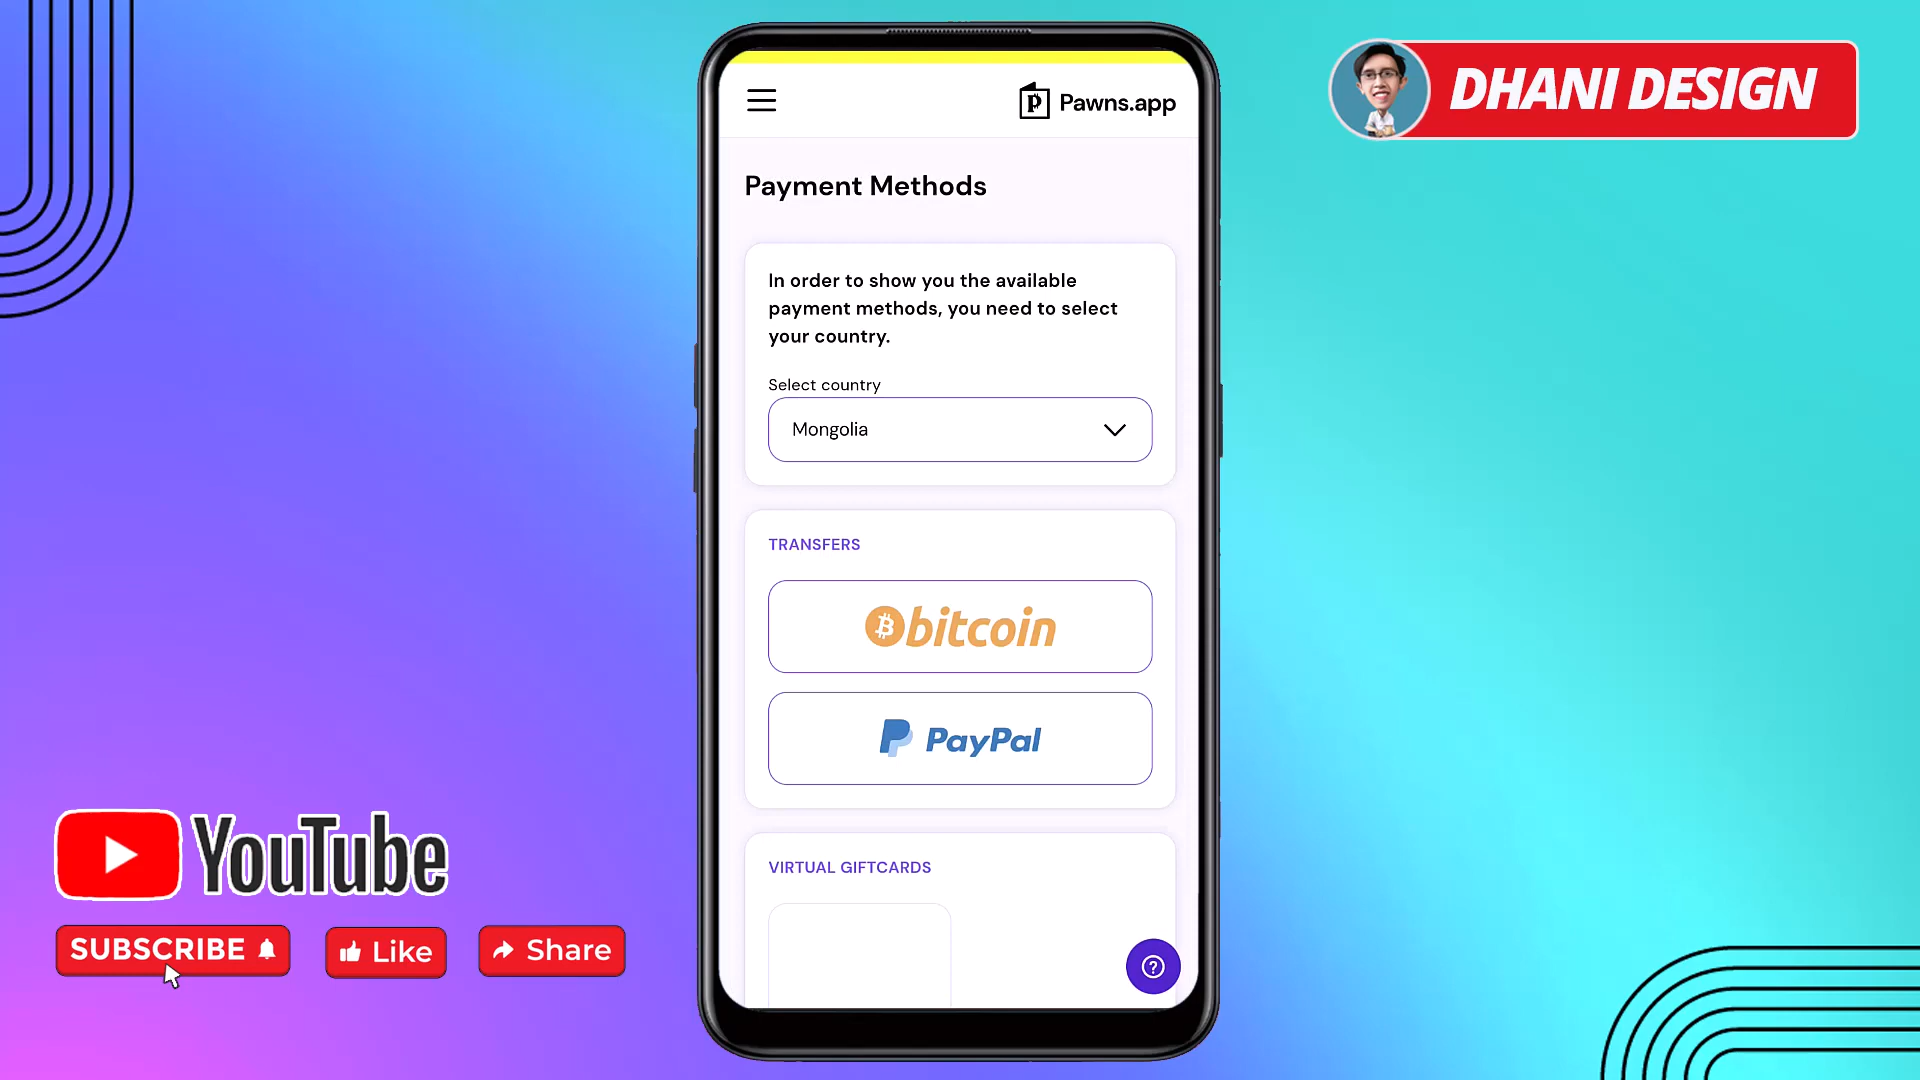 DHANI DESIGN
Pawns.app
Payment Methods
In order to show you the available
payment methods, you need to select
your country.
Select country
Mongolia
TRANSFERS
bitcoin
PayPal
VIRTUAL GIFTCARDS
YouTube
SUBSCRIBE
Like
Share